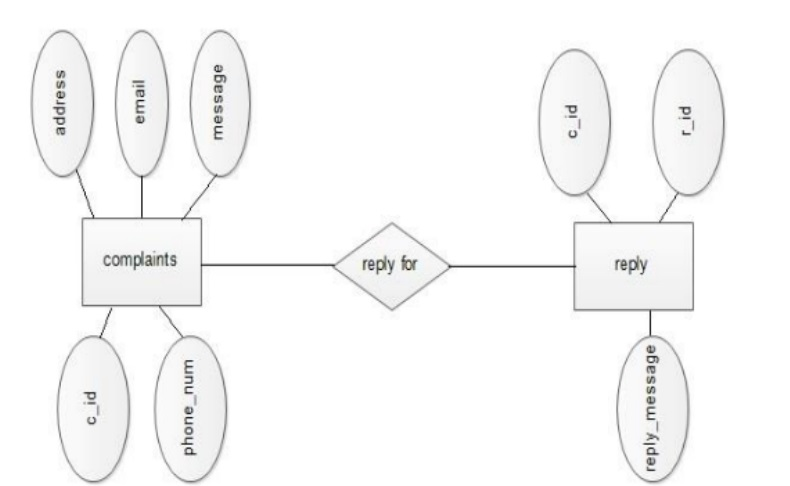 address
email
message
c_id
r_id
complaints
reply for
reply
c_id
phone_num
reply_message